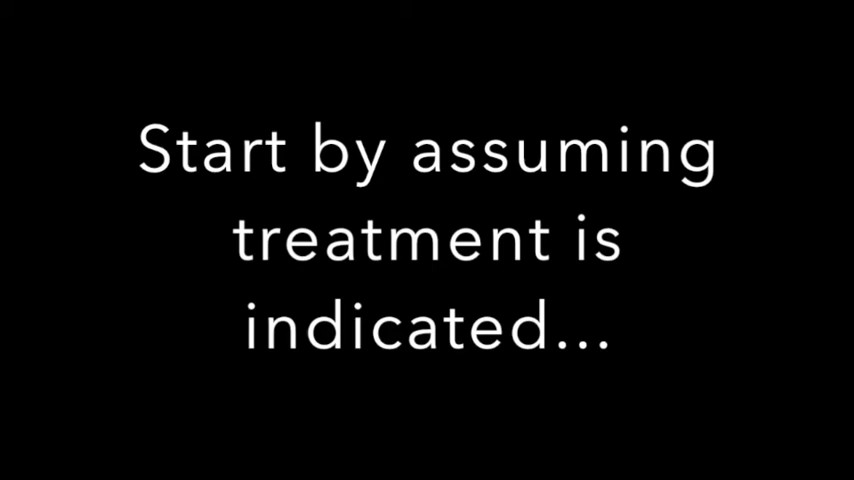 Start by assuming
treatment is
indicated...